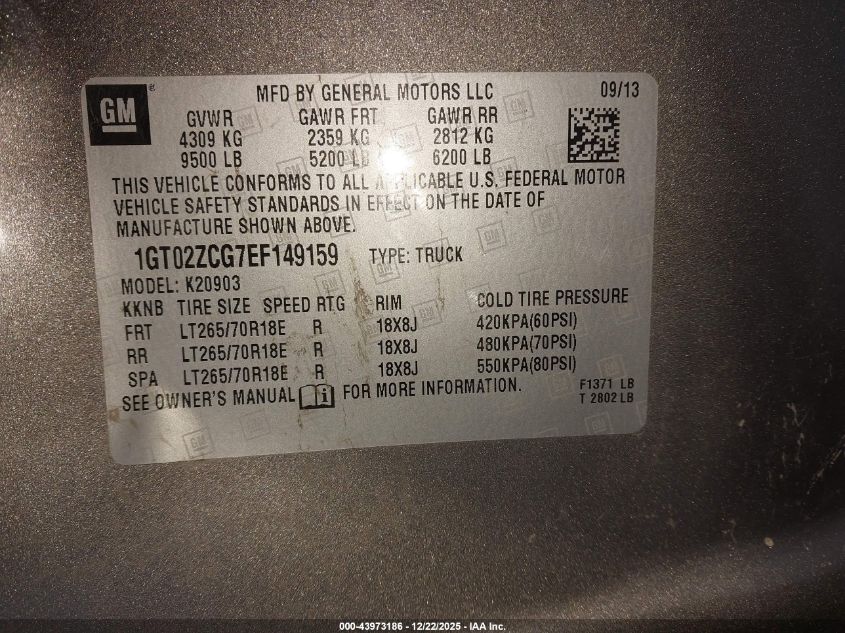 GM
MFD BY GENERAL MOTORS LLC 09/13
GVWR GAWR FRT GAWR RR
4309 KG 2359 KG 2812 KG
9500 LB 5200 LB 6200 LB
THIS VEHICLE CONFORMS TO ALL APPLICABLE U.S. FEDERAL MOTOR
VEHICLE SAFETY STANDARDS IN EFFECT ON THE DATE OF
MANUFACTURE SHOWN ABOVE.
1GT02ZCG7EF149159 TYPE: TRUCK
MODEL: K20903
KKNB TIRE SIZE SPEED RTG RIM COLD TIRE PRESSURE
FRT LT265/70R18E R 18X8J 420KPA(60PSI)
RR LT265/70R18E R 18X8J 480KPA(70PSI)
SPA LT265/70R18E R 18X8J 550KPA(80PSI)
SEE OWNER'S MANUAL FOR MORE INFORMATION.
F1371 LB
T 2802 LB
000-43973186 - 12/22/2025 - IAA Inc.